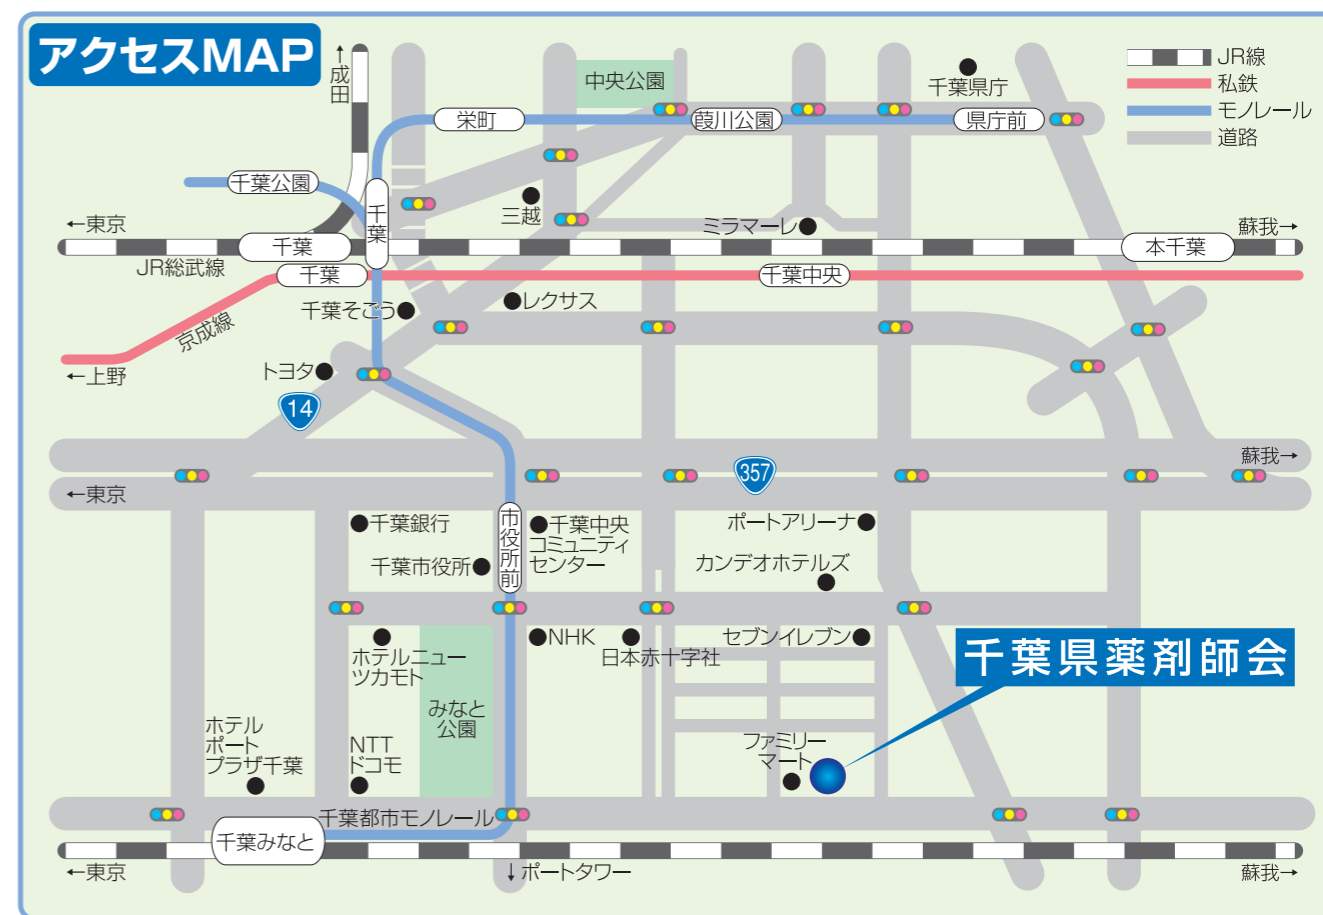 アクセスMAP
↑成田
中央公園
千葉県庁
JR線
私鉄
モノレール
道路
栄町
葭川公園
県庁前
千葉公園
千葉
三越
ミラマーレ
←東京
蘇我→
千葉
本千葉
JR総武線
千葉
千葉中央
千葉そごう
レクサス
京成線
←上野
トヨタ
14
蘇我→
357
←東京
千葉銀行
市役所前
千葉中央
コミュニティ
センター
ポートアリーナ
千葉市役所
カンデオホテルズ
NHK
日本赤十字社
セブンイレブン
千葉県薬剤師会
ホテルニュー
ツカモト
みなと
公園
ホテル
ポート
プラザ千葉
NTT
ドコモ
ファミリー
マート
千葉都市モノレール
千葉みなと
←東京
↓ポートタワー
蘇我→